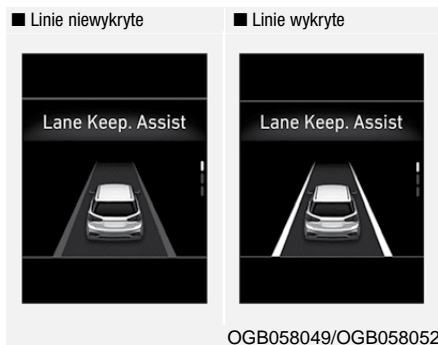 ■ Linie niewykryte
■ Linie wykryte
Lane Keep. Assist
Lane Keep. Assist
OGB058049/OGB058052